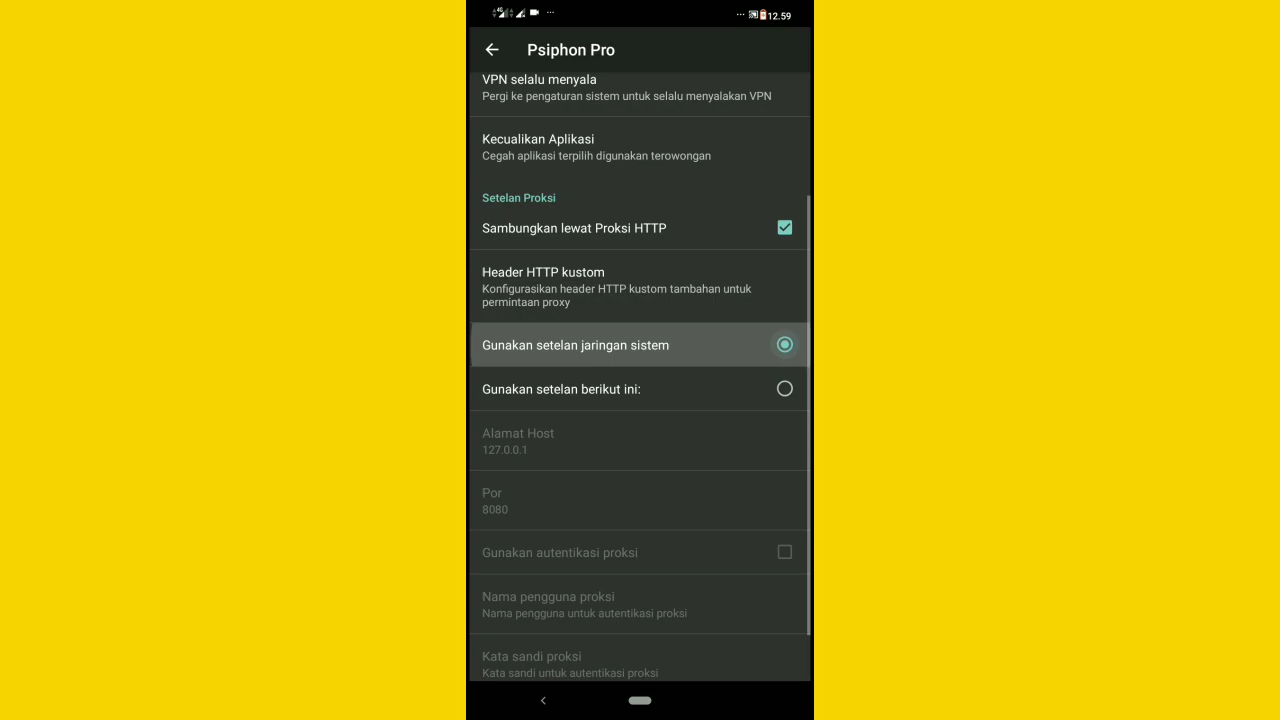 4G
12.59
Psiphon Pro
VPN selalu menyala
Pergi ke pengaturan sistem untuk selalu menyalakan VPN
Kecualikan Aplikasi
Cegah aplikasi terpilih digunakan terowongan
Setelan Proksi
Sambungkan lewat Proksi HTTP
Header HTTP kustom
Konfigurasikan header HTTP kustom tambahan untuk
permintaan proxy
Gunakan setelan jaringan sistem
Gunakan setelan berikut ini:
Alamat Host
127.0.0.1
Por
8080
Gunakan autentikasi proksi
Nama pengguna proksi
Nama pengguna untuk autentikasi proksi
Kata sandi proksi
Kata sandi untuk autentikasi proksi